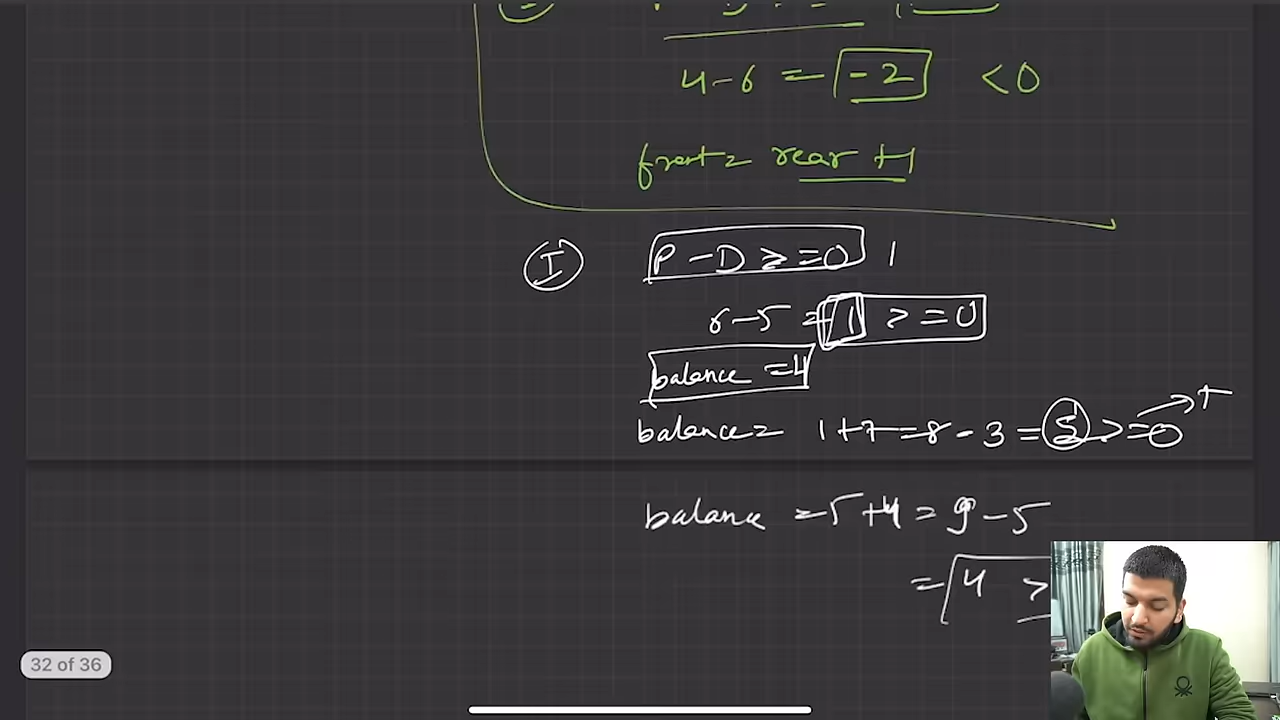 4-6 = -2 <0
front = rear +1
I P - D >=0 1
6-5 = 1 >=0
balance =4
balance= 1+7=8-3=5>=0 → +
balance =5+4=9-5
= 4 >
32 of 36